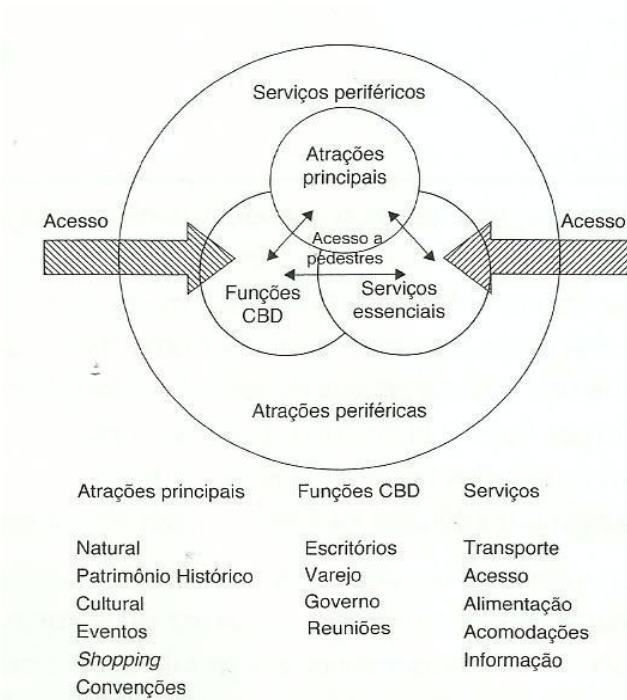 Serviços periféricos
Atrações
principais
Acesso
Acesso
Acesso a
pedestres
Funções
CBD
Serviços
essenciais
Atrações periféricas
Atrações principais
Natural
Patrimônio Histórico
Cultural
Eventos
Shopping
Convenções
Funções CBD
Escritórios
Varejo
Governo
Reuniões
Serviços
Transporte
Acesso
Alimentação
Acomodações
Informação